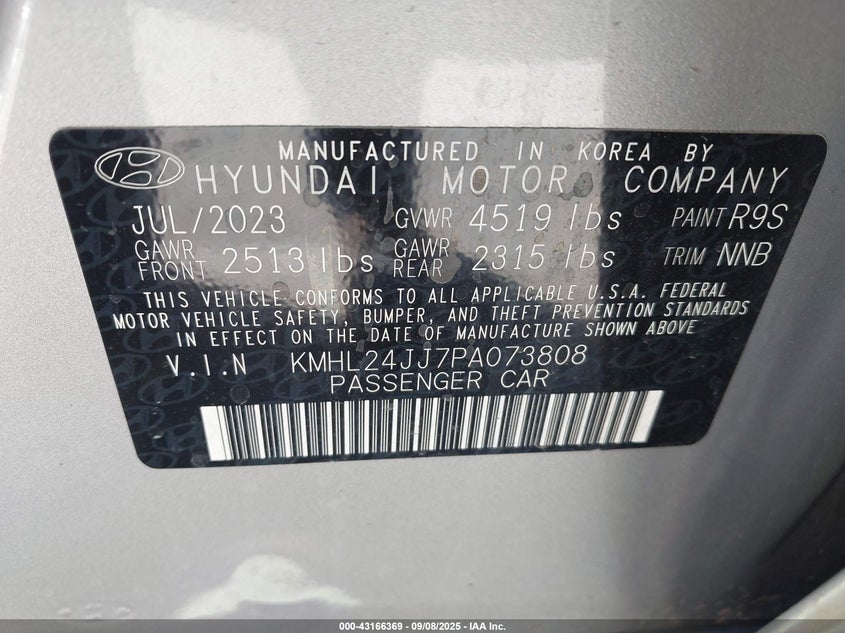 MANUFACTURED IN KOREA BY
HYUNDAI MOTOR COMPANY
JUL/2023 GVWR 4519 lbs PAINT R9S
GAWR FRONT 2513 lbs GAWR REAR 2315 lbs TRIM NNB
THIS VEHICLE CONFORMS TO ALL APPLICABLE U.S.A. FEDERAL
MOTOR VEHICLE SAFETY, BUMPER, AND THEFT PREVENTION STANDARDS
IN EFFECT ON THE DATE OF MANUFACTURE SHOWN ABOVE
V.I.N KMHL24JJ7PA073808
PASSENGER CAR
000-43166369 - 09/08/2025 - IAA Inc.